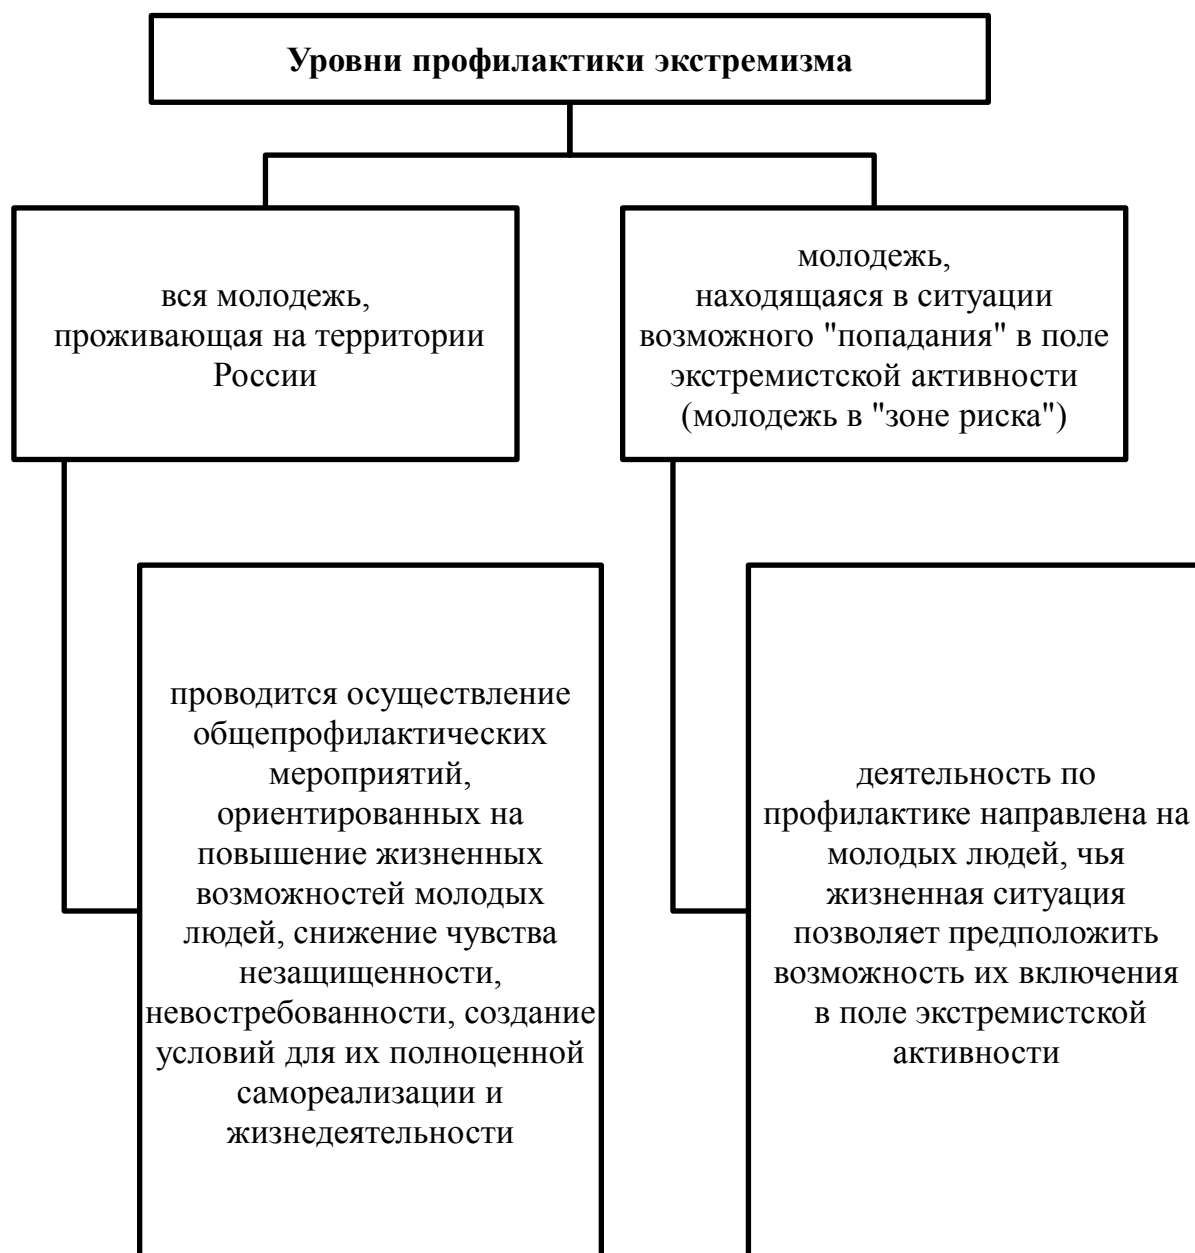 Уровни профилактики экстремизма
вся молодежь,
проживающая на территории
России
молодежь,
находящаяся в ситуации
возможного "попадания" в поле
экстремистской активности
(молодежь в "зоне риска")
проводится осуществление
общепрофилактических
мероприятий,
ориентированных на
повышение жизненных
возможностей молодых
людей, снижение чувства
незащищенности,
невостребованности, создание
условий для их полноценной
самореализации и
жизнедеятельности
деятельность по
профилактике направлена на
молодых людей, чья
жизненная ситуация
позволяет предположить
возможность их включения
в поле экстремистской
активности